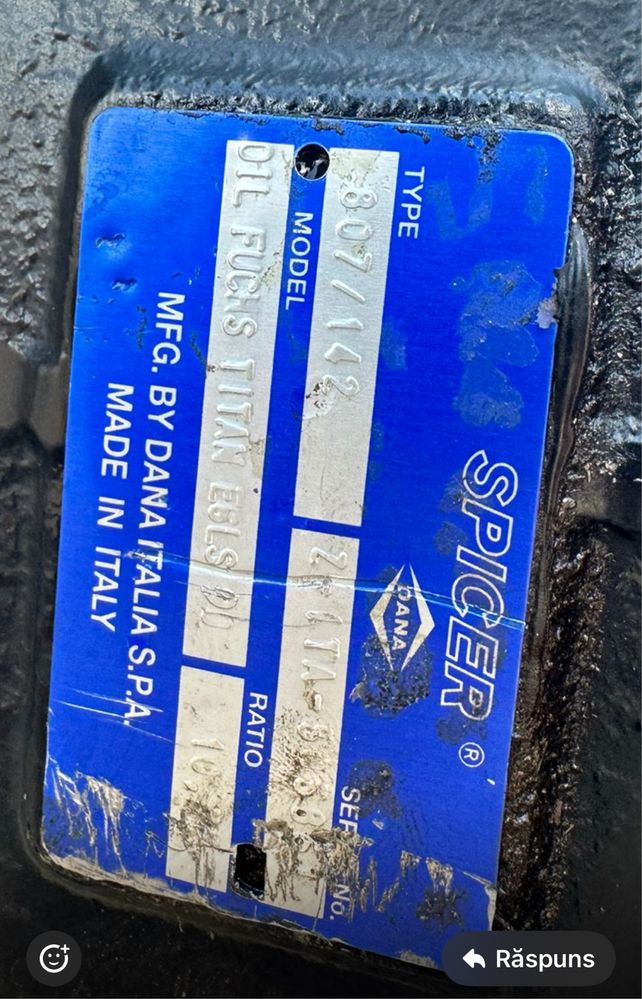 SPICER®
DANA
TYPE
SER NO.
807/142
MODEL
RATIO
OIL FUCHS TITAN
MFG. BY DANA ITALIA S.P.A.
MADE IN ITALY
Răspuns